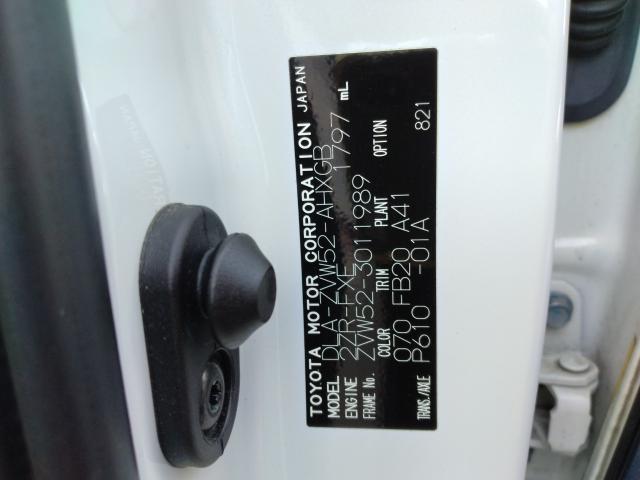 TOYOTA MOTOR CORPORATION JAPAN
MODEL DLA-ZVW52-AHXGB
ENGINE 2ZR-FXE 1797 mL
FRAME No. ZVW52-3011989
COLOR TRIM PLANT OPTION
070 FB20 A41 821
TRANS./AXLE P610 -01A